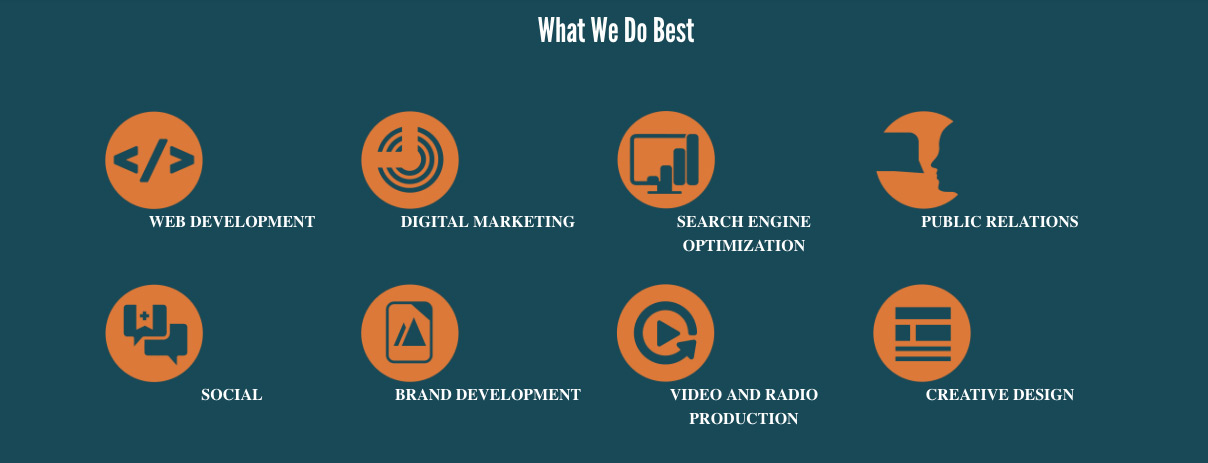 What We Do Best
</>
WEB DEVELOPMENT
DIGITAL MARKETING
SEARCH ENGINE
OPTIMIZATION
PUBLIC RELATIONS
SOCIAL
BRAND DEVELOPMENT
VIDEO AND RADIO
PRODUCTION
CREATIVE DESIGN